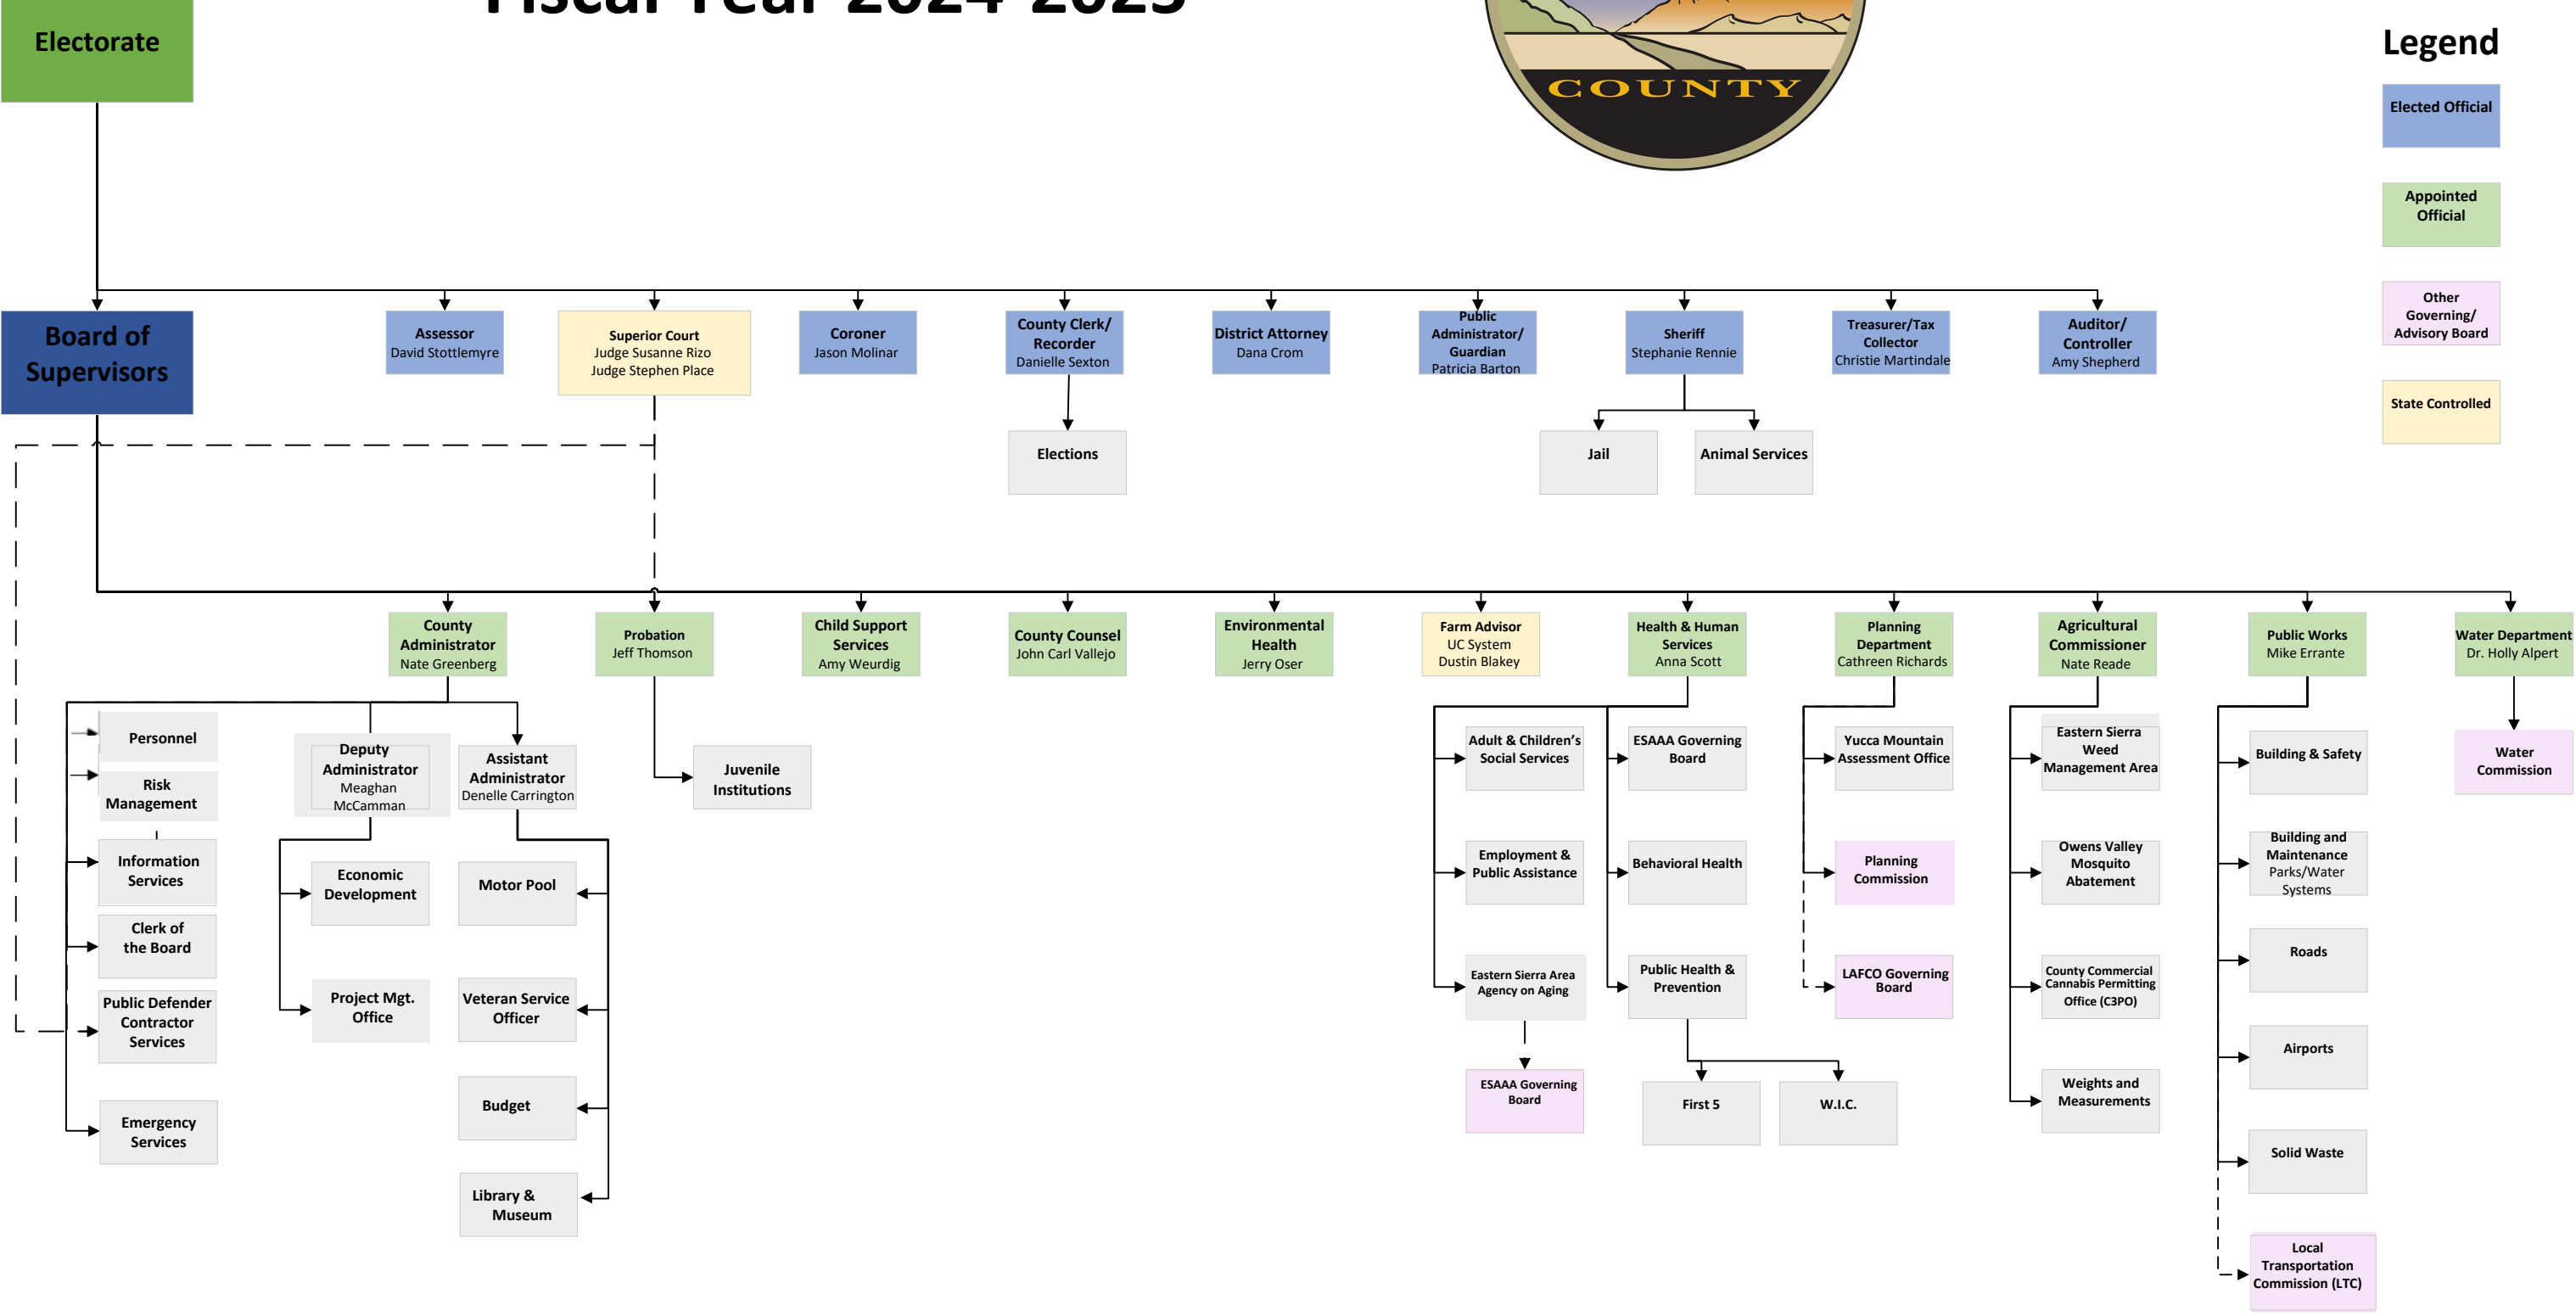 Fiscal Year 2024-2025
COUNTY
Electorate
Legend
Elected Official
Appointed
Official
Other
Governing/
Advisory Board
State Controlled
Board of
Supervisors
Assessor
David Stottlemyre
Superior Court
Judge Susanne Rizo
Judge Stephen Place
Coroner
Jason Molinar
County Clerk/
Recorder
Danielle Sexton
District Attorney
Dana Crom
Public
Administrator/
Guardian
Patricia Barton
Sheriff
Stephanie Rennie
Treasurer/Tax
Collector
Christie Martindale
Auditor/
Controller
Amy Shepherd
Elections
Jail
Animal Services
County
Administrator
Nate Greenberg
Probation
Jeff Thomson
Child Support
Services
Amy Weurdig
County Counsel
John Carl Vallejo
Environmental
Health
Jerry Oser
Farm Advisor
UC System
Dustin Blakey
Health & Human
Services
Anna Scott
Planning
Department
Cathreen Richards
Agricultural
Commissioner
Nate Reade
Public Works
Mike Errante
Water Department
Dr. Holly Alpert
Personnel
Risk
Management
Information
Services
Clerk of
the Board
Public Defender
Contractor
Services
Emergency
Services
Deputy
Administrator
Meaghan
McCamman
Economic
Development
Project Mgt.
Office
Assistant
Administrator
Denelle Carrington
Motor Pool
Veteran Service
Officer
Budget
Library &
Museum
Juvenile
Institutions
Adult & Children’s
Social Services
Employment &
Public Assistance
Eastern Sierra Area
Agency on Aging
ESAAA Governing
Board
ESAAA Governing
Board
Behavioral Health
Public Health &
Prevention
First 5
W.I.C.
Yucca Mountain
Assessment Office
Planning
Commission
LAFCO Governing
Board
Eastern Sierra
Weed
Management Area
Owens Valley
Mosquito
Abatement
County Commercial
Cannabis Permitting
Office (C3PO)
Weights and
Measurements
Building & Safety
Building and
Maintenance
Parks/Water
Systems
Roads
Airports
Solid Waste
Local
Transportation
Commission (LTC)
Water
Commission